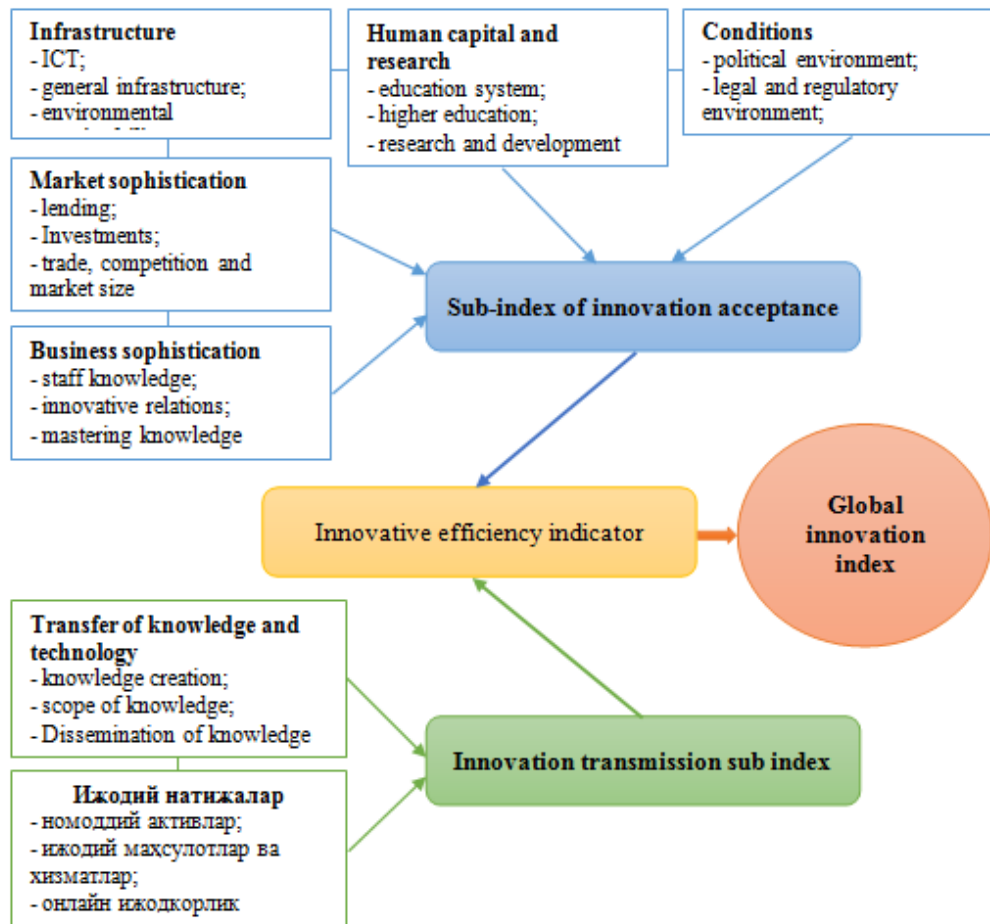 Infrastructure
- ICT;
- general infrastructure;
- environmental
Human capital and
research
- education system;
- higher education;
- research and development
Conditions
- political environment;
- legal and regulatory
environment;
Market sophistication
- lending;
- Investments;
- trade, competition and
market size
Sub-index of innovation acceptance
Business sophistication
- staff knowledge;
- innovative relations;
- mastering knowledge
Innovative efficiency indicator
Global
innovation
index
Transfer of knowledge and
technology
- knowledge creation;
- scope of knowledge;
- Dissemination of knowledge
Innovation transmission sub index
Ижодий натижалар
- номоддий активлар;
- ижодий маҳсулотлар ва
хизматлар;
- онлайн ижодкорлик